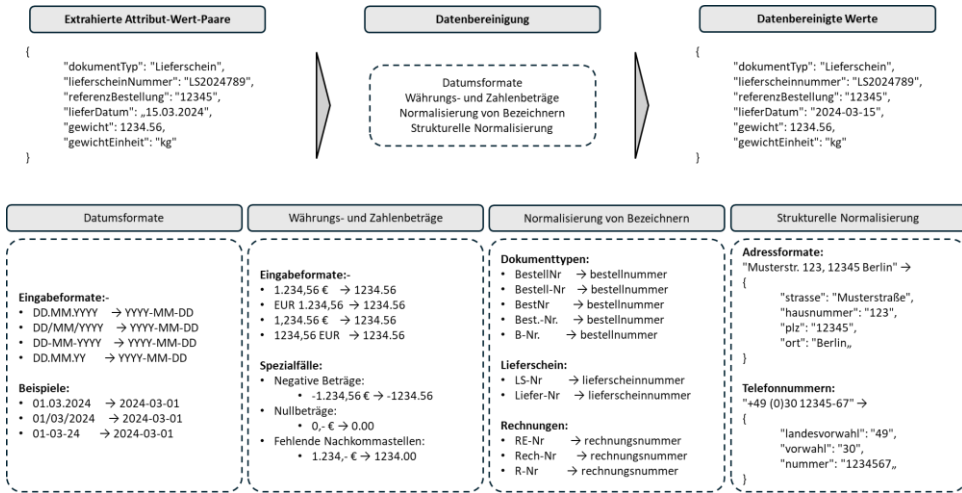 Extrahierte Attribut-Wert-Paare
{
"dokumentTyp": "Lieferschein",
"lieferscheinNummer": "LS2024789",
"referenzBestellung": "12345",
"lieferDatum": „15.03.2024",
"gewicht": 1234.56,
"gewichtEinheit": "kg"
}
Datenbereinigung
Datumsformate
Währungs- und Zahlenbeträge
Normalisierung von Bezeichnern
Strukturelle Normalisierung
Datenbereinigte Werte
{
"dokumentTyp": "Lieferschein",
"lieferscheinnummer": "LS2024789",
"referenzBestellung": "12345",
"lieferDatum": "2024-03-15",
"gewicht": 1234.56,
"gewichtEinheit": "kg"
}
Datumsformate
Eingabeformate:-
• DD.MM.YYYY → YYYY-MM-DD
• DD/MM/YYYY → YYYY-MM-DD
• DD-MM-YYYY → YYYY-MM-DD
• DD.MM.YY → YYYY-MM-DD
Beispiele:
• 01.03.2024 → 2024-03-01
• 01/03/2024 → 2024-03-01
• 01-03-24 → 2024-03-01
Währungs- und Zahlenbeträge
Eingabeformate:-
• 1.234,56 € → 1234.56
• EUR 1.234,56 → 1234.56
• 1,234.56 € → 1234.56
• 1234,56 EUR → 1234.56
Spezialfälle:
• Negative Beträge:
• -1.234,56 € → -1234.56
• Nullbeträge:
• 0,- € → 0.00
• Fehlende Nachkommastellen:
• 1.234,- € → 1234.00
Normalisierung von Bezeichnern
Dokumenttypen:
• BestellNr → bestellnummer
• Bestell-Nr → bestellnummer
• BestNr → bestellnummer
• Best.-Nr. → bestellnummer
• B-Nr. → bestellnummer
Lieferschein:
• LS-Nr → lieferscheinnummer
• Liefer-Nr → lieferscheinnummer
Rechnungen:
• RE-Nr → rechnungsnummer
• Rech-Nr → rechnungsnummer
• R-Nr → rechnungsnummer
Strukturelle Normalisierung
Adressformate:
"Musterstr. 123, 12345 Berlin" →
{
"strasse": "Musterstraße",
"hausnummer": "123",
"plz": "12345",
"ort": "Berlin„
}
Telefonnummern:
"+49 (0)30 12345-67" →
{
"landesvorwahl": "49",
"vorwahl": "30",
"nummer": "1234567„
}